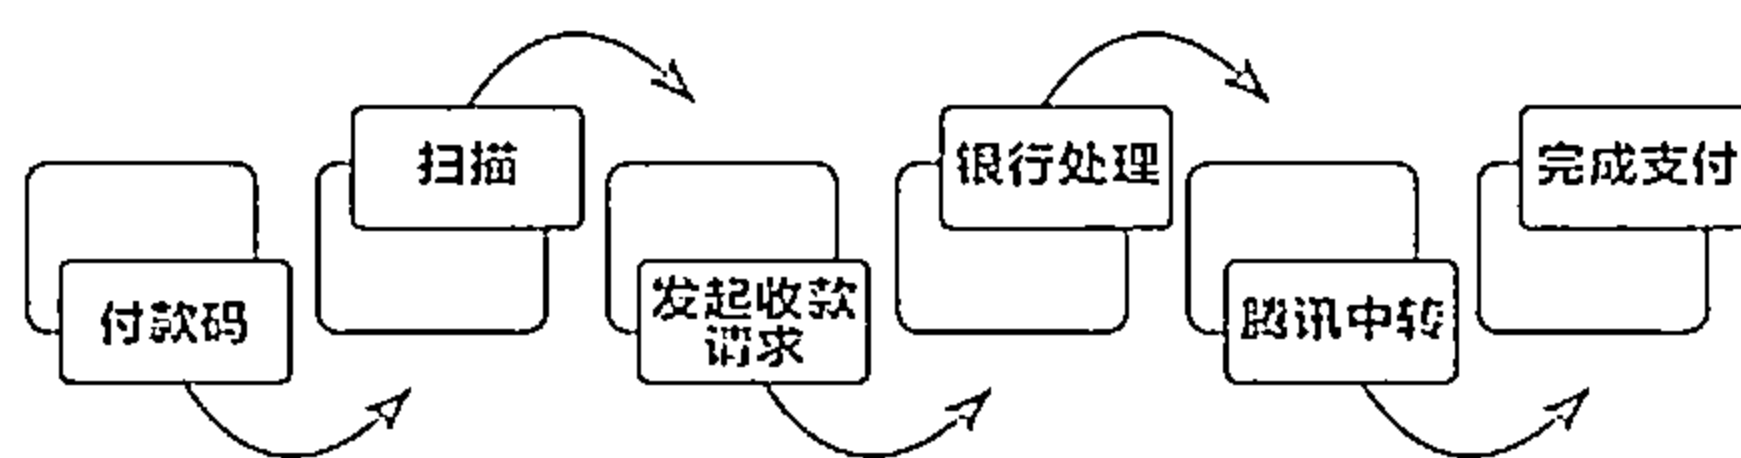 付款码
扫描
发起收款
请求
银行处理
腾讯中转
完成支付